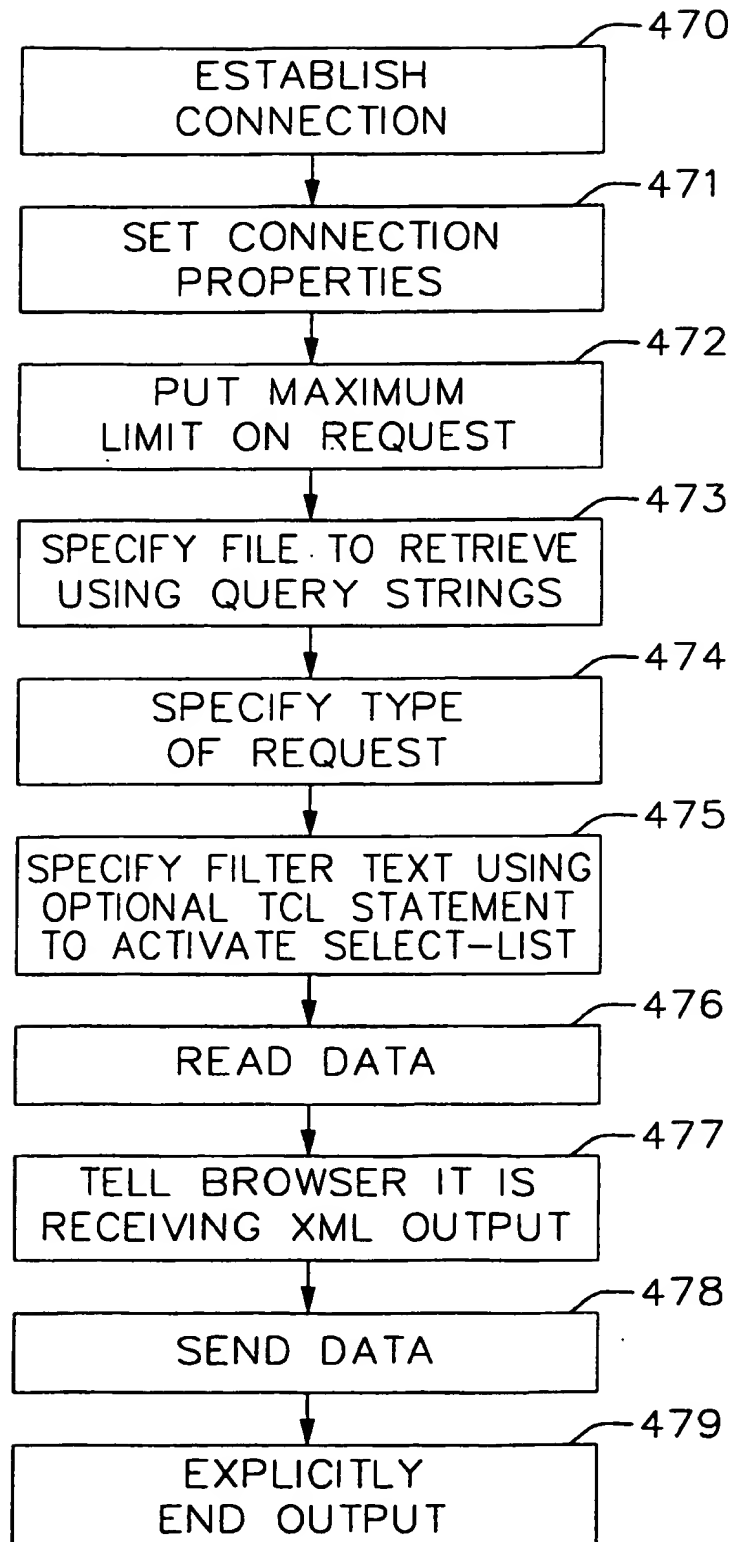 470
ESTABLISH
CONNECTION
471
SET CONNECTION
PROPERTIES
472
PUT MAXIMUM
LIMIT ON REQUEST
473
SPECIFY FILE TO RETRIEVE
USING QUERY STRINGS
474
SPECIFY TYPE
OF REQUEST
475
SPECIFY FILTER TEXT USING
OPTIONAL TCL STATEMENT
TO ACTIVATE SELECT-LIST
476
READ DATA
477
TELL BROWSER IT IS
RECEIVING XML OUTPUT
478
SEND DATA
479
EXPLICITLY
END OUTPUT